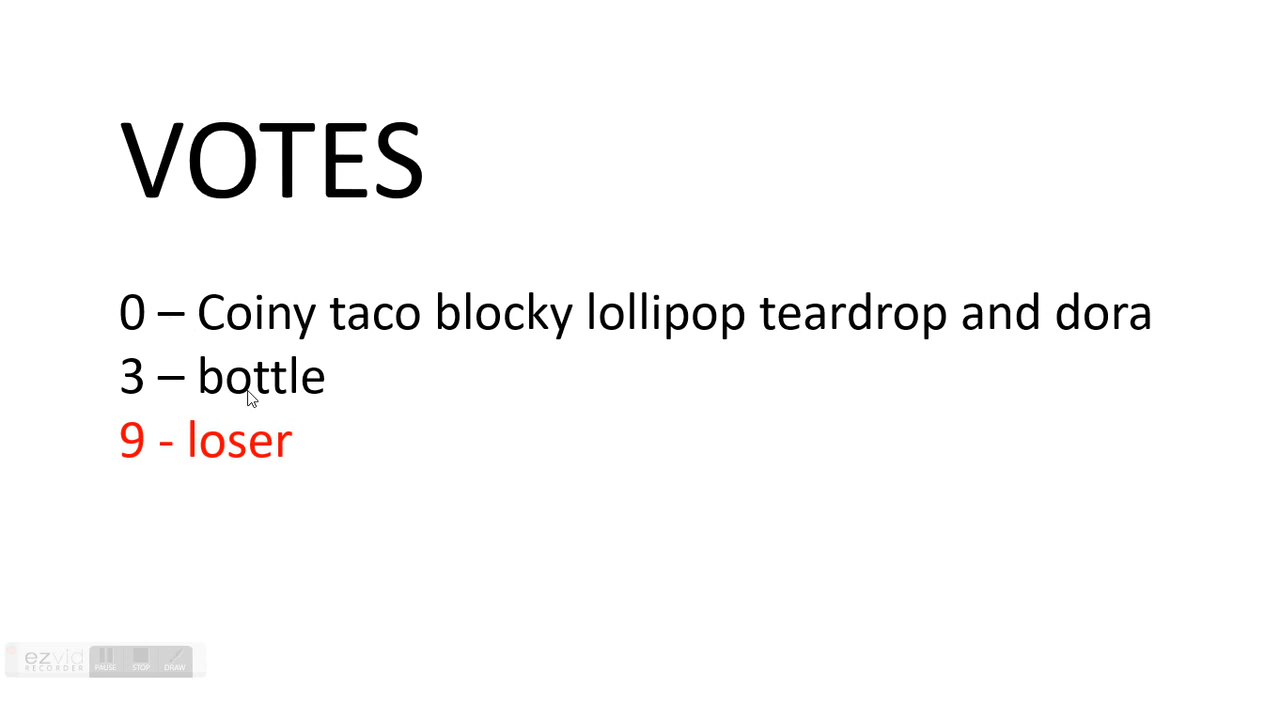 VOTES
0 – Coiny taco blocky lollipop teardrop and dora
3 – bottle
9 - loser
ezvid
RECORDER
PAUSE STOP DRAW